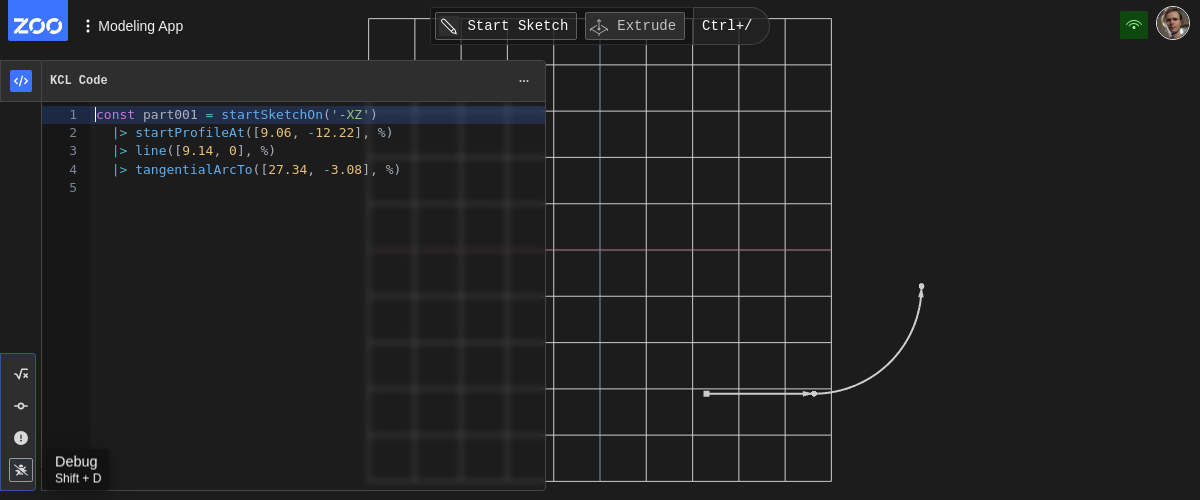 ZOO
Modeling App
Start Sketch
Extrude
Ctrl+/
KCL Code
1 const part001 = startSketchOn('-XZ')
2 |> startProfileAt([9.06, -12.22], %)
3 |> line([9.14, 0], %)
4 |> tangentialArcTo([27.34, -3.08], %)
5
Debug
Shift + D